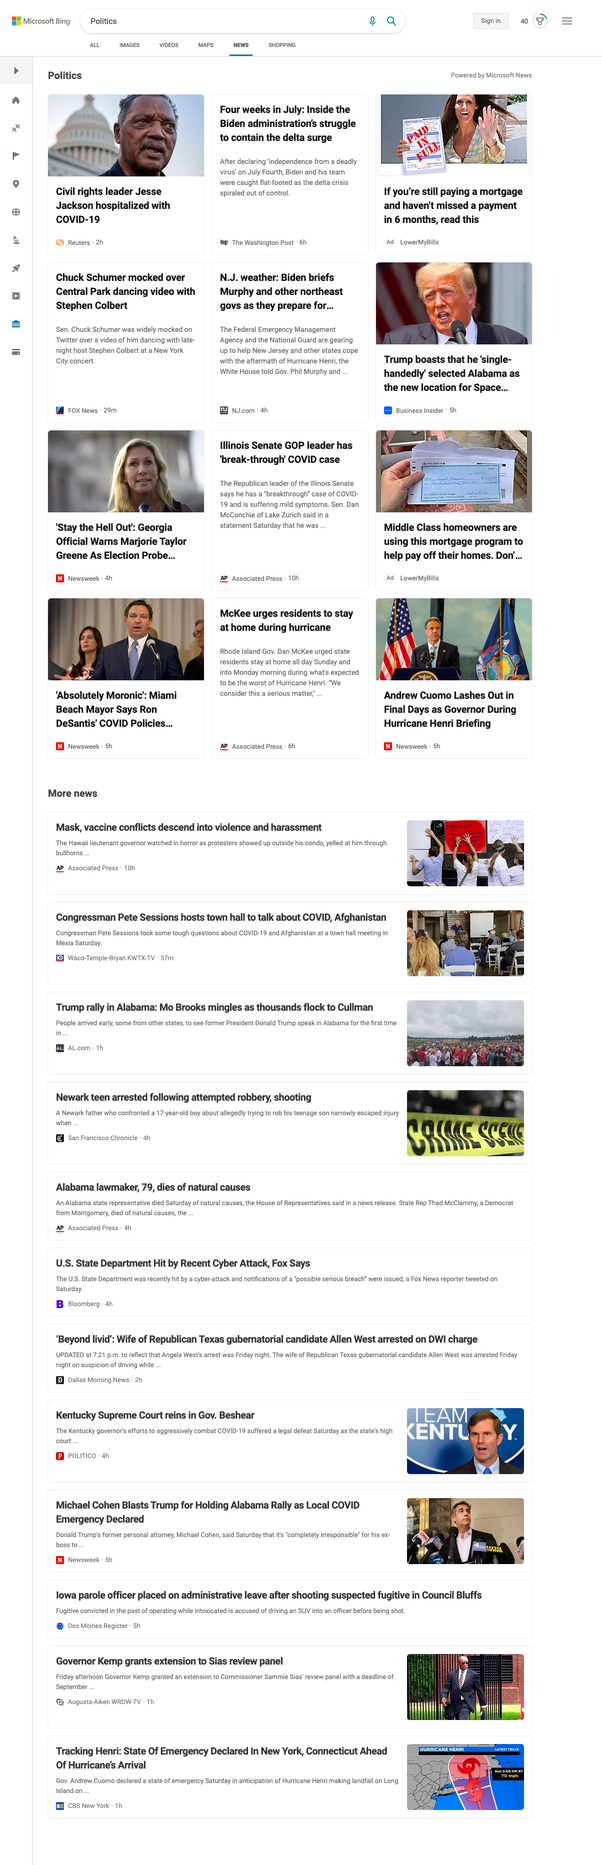 Microsoft Bing
Politics
Sign in
40
ALL
IMAGES
VIDEOS
MAPS
NEWS
SHOPPING
Politics
Powered by Microsoft News
Civil rights leader Jesse
Jackson hospitalized with
COVID-19
Reuters · 2h
Four weeks in July: Inside the
Biden administration's struggle
to contain the delta surge
After declaring 'independence from a deadly
virus' on July Fourth, Biden and his team
were caught flat-footed as the delta crisis
spiraled out of control.
wp
The Washington Post · 6h
PAID
IN
FULL
If you're still paying a mortgage
and haven't missed a payment
in 6 months, read this
Ad
LowerMyBills
Chuck Schumer mocked over
Central Park dancing video with
Stephen Colbert
Sen. Chuck Schumer was widely mocked on
Twitter over a video of him dancing with late-
night host Stephen Colbert at a New York
City concert.
FOX News · 29m
N.J. weather: Biden briefs
Murphy and other northeast
govs as they prepare for...
The Federal Emergency Management
Agency and the National Guard are gearing
up to help New Jersey and other states cope
with the aftermath of Hurricane Henri, the
White House told Gov. Phil Murphy and ...
NJ.com · 4h
Trump boasts that he 'single-
handedly' selected Alabama as
the new location for Space...
Business Insider · 5h
'Stay the Hell Out': Georgia
Official Warns Marjorie Taylor
Greene As Election Probe...
N
Newsweek · 4h
Illinois Senate GOP leader has
'break-through' COVID case
The Republican leader of the Illinois Senate
says he has a "breakthrough" case of COVID-
19 and is suffering mild symptoms. Sen. Dan
McConchie of Lake Zurich said in a
statement Saturday that he was ...
AP
Associated Press · 10h
Middle Class homeowners are
using this mortgage program to
help pay off their homes. Don'...
Ad
LowerMyBills
'Absolutely Moronic': Miami
Beach Mayor Says Ron
DeSantis' COVID Policies...
N
Newsweek · 5h
McKee urges residents to stay
at home during hurricane
Rhode Island Gov. Dan McKee urged state
residents to stay at home all day Sunday and
into Monday morning during what's expected
to be the worst of Hurricane Henri. "We
consider this a serious matter," ...
AP
Associated Press · 6h
Andrew Cuomo Lashes Out in
Final Days as Governor During
Hurricane Henri Briefing
N
Newsweek · 5h
More news
Mask, vaccine conflicts descend into violence and harassment
The Hawaii lieutenant governor watched in horror as protesters showed up outside his condo, yelled at him through
bullhorns ...
AP
Associated Press · 10h
Congressman Pete Sessions hosts town hall to talk about COVID, Afghanistan
Congressman Pete Sessions took some tough questions about COVID-19 and Afghanistan at a town hall meeting in
Mexia Saturday.
Waco-Temple-Bryan KWTX-TV · 57m
Trump rally in Alabama: Mo Brooks mingles as thousands flock to Cullman
People arrived early, some from other states, to see former President Donald Trump speak in Alabama for the first time
in ...
AL.com · 1h
Newark teen arrested following attempted robbery, shooting
A Newark father who confronted a 17-year-old boy about allegedly trying to rob his teenage son narrowly escaped injury
when ...
San Francisco Chronicle · 4h
CRIME SCENE
Alabama lawmaker, 79, dies of natural causes
An Alabama state representative died Saturday of natural causes, the House of Representatives said in a news release. State Rep Thad McClammy, a Democrat
from Montgomery, died of natural causes, the ...
AP
Associated Press · 4h
U.S. State Department Hit by Recent Cyber Attack, Fox Says
The U.S. State Department was recently hit by a cyber-attack and notifications of a "possible serious breach" were issued, a Fox News reporter tweeted on
Saturday.
B
Bloomberg · 4h
'Beyond livid': Wife of Republican Texas gubernatorial candidate Allen West arrested on DWI charge
UPDATED at 7:21 p.m. to reflect that Angela West's arrest was Friday night. The wife of Republican Texas gubernatorial candidate Allen West was arrested Friday
night on suspicion of driving while ...
D
Dallas Morning News · 2h
Kentucky Supreme Court reins in Gov. Beshear
The Kentucky governor's efforts to aggressively combat COVID-19 suffered a legal defeat Saturday as the state's high
court ...
P
POLITICO · 4h
TEAM
KENTUCKY
Michael Cohen Blasts Trump for Holding Alabama Rally as Local COVID
Emergency Declared
Donald Trump's former personal attorney, Michael Cohen, said Saturday that it's "completely irresponsible" for his ex-
boss to ...
N
Newsweek · 5h
Iowa parole officer placed on administrative leave after shooting suspected fugitive in Council Bluffs
Fugitive convicted in the past of operating while intoxicated is accused of driving an SUV into an officer before being shot.
Des Moines Register · 5h
Governor Kemp grants extension to Sias review panel
Friday afternoon Governor Kemp granted an extension to Commissioner Sammie Sias' review panel with a deadline of
September ...
Augusta-Aiken WRDW-TV · 1h
Tracking Henri: State Of Emergency Declared In New York, Connecticut Ahead
Of Hurricane's Arrival
Gov. Andrew Cuomo declared a state of emergency Saturday in anticipation of Hurricane Henri making landfall on Long
Island on ...
CBS New York · 1h
HURRICANE HENRI
LATEST TRACK
70 mph